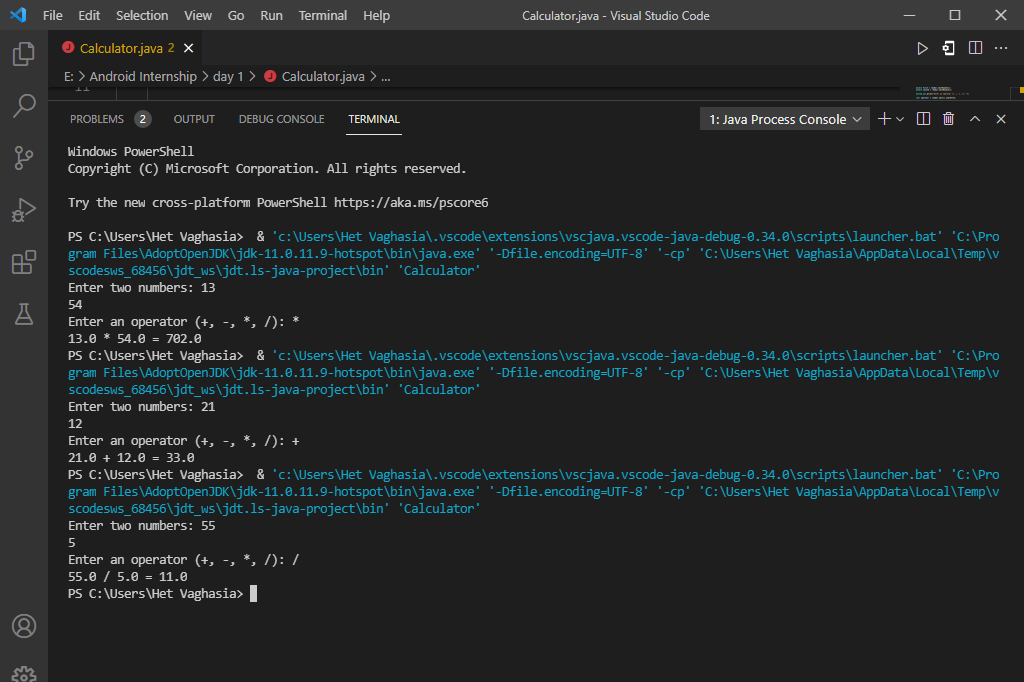 File Edit Selection View Go Run Terminal Help Calculator.java - Visual Studio Code
Calculator.java 2
E: > Android Internship > day 1 > Calculator.java > ...
11
PROBLEMS 2 OUTPUT DEBUG CONSOLE TERMINAL 1: Java Process Console
Windows PowerShell
Copyright (C) Microsoft Corporation. All rights reserved.
Try the new cross-platform PowerShell https://aka.ms/pscore6
PS C:\Users\Het Vaghasia>  & 'c:\Users\Het Vaghasia\.vscode\extensions\vscjava.vscode-java-debug-0.34.0\scripts\launcher.bat' 'C:\Pro
gram Files\AdoptOpenJDK\jdk-11.0.11.9-hotspot\bin\java.exe' '-Dfile.encoding=UTF-8' '-cp' 'C:\Users\Het Vaghasia\AppData\Local\Temp\v
scodesws_68456\jdt_ws\jdt.ls-java-project\bin' 'Calculator'
Enter two numbers: 13
54
Enter an operator (+, -, *, /): *
13.0 * 54.0 = 702.0
PS C:\Users\Het Vaghasia>  & 'c:\Users\Het Vaghasia\.vscode\extensions\vscjava.vscode-java-debug-0.34.0\scripts\launcher.bat' 'C:\Pro
gram Files\AdoptOpenJDK\jdk-11.0.11.9-hotspot\bin\java.exe' '-Dfile.encoding=UTF-8' '-cp' 'C:\Users\Het Vaghasia\AppData\Local\Temp\v
scodesws_68456\jdt_ws\jdt.ls-java-project\bin' 'Calculator'
Enter two numbers: 21
12
Enter an operator (+, -, *, /): +
21.0 + 12.0 = 33.0
PS C:\Users\Het Vaghasia>  & 'c:\Users\Het Vaghasia\.vscode\extensions\vscjava.vscode-java-debug-0.34.0\scripts\launcher.bat' 'C:\Pro
gram Files\AdoptOpenJDK\jdk-11.0.11.9-hotspot\bin\java.exe' '-Dfile.encoding=UTF-8' '-cp' 'C:\Users\Het Vaghasia\AppData\Local\Temp\v
scodesws_68456\jdt_ws\jdt.ls-java-project\bin' 'Calculator'
Enter two numbers: 55
5
Enter an operator (+, -, *, /): /
55.0 / 5.0 = 11.0
PS C:\Users\Het Vaghasia>